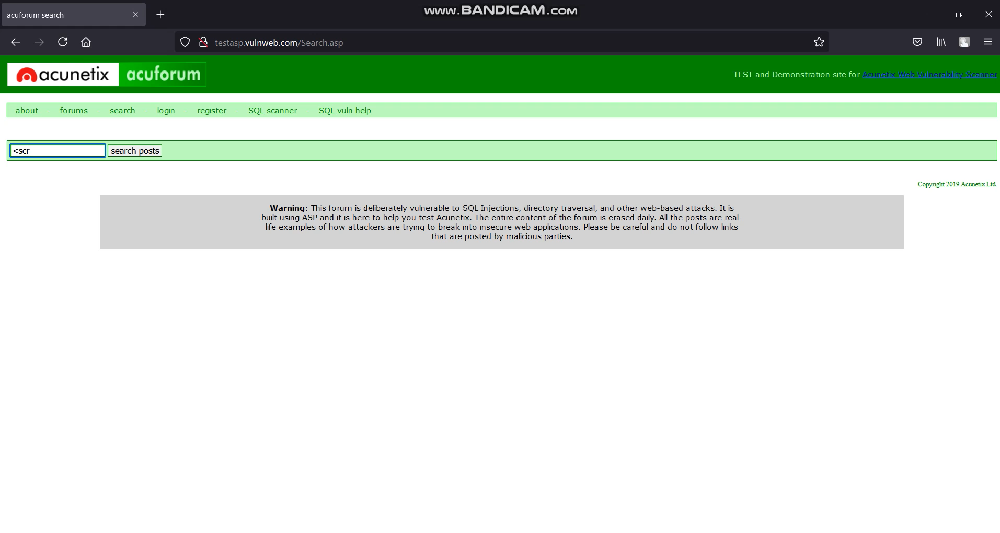 acuforum search
www.BANDICAM.com
testasp.vulnweb.com/Search.asp
acunetix acuforum
TEST and Demonstration site for Acunetix Web Vulnerability Scanner
about - forums - search - login - register - SQL scanner - SQL vuln help
<scr
search posts
Copyright 2019 Acunetix Ltd.
Warning: This forum is deliberately vulnerable to SQL Injections, directory traversal, and other web-based attacks. It is
built using ASP and it is here to help you test Acunetix. The entire content of the forum is erased daily. All the posts are real-
life examples of how attackers are trying to break into insecure web applications. Please be careful and do not follow links
that are posted by malicious parties.